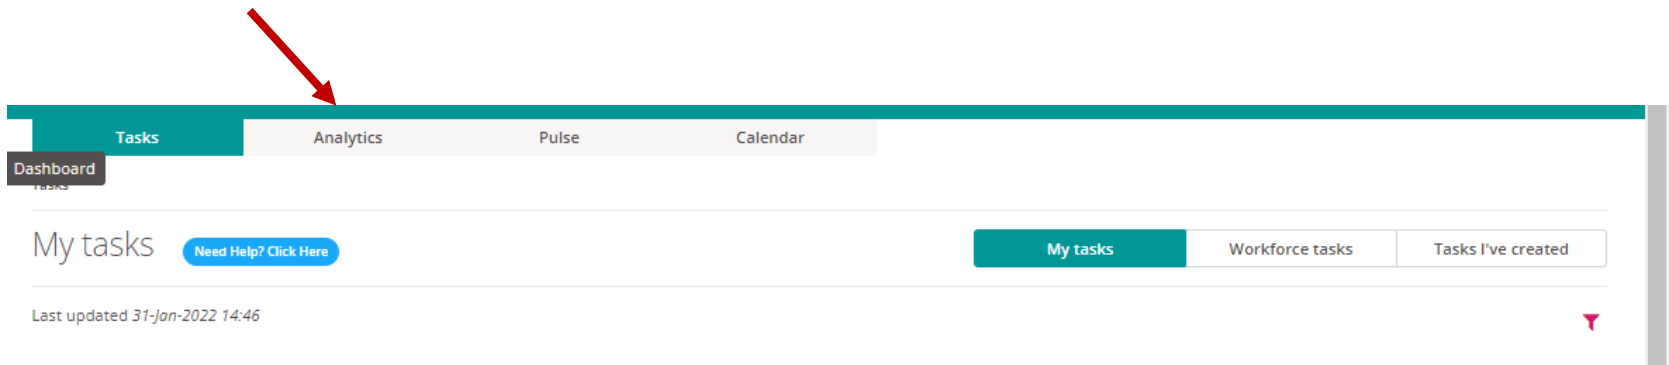 Tasks Analytics Pulse Calendar
Dashboard
Tasks
My tasks Need Help? Click Here My tasks Workforce tasks Tasks I've created
Last updated 31-Jan-2022 14:46